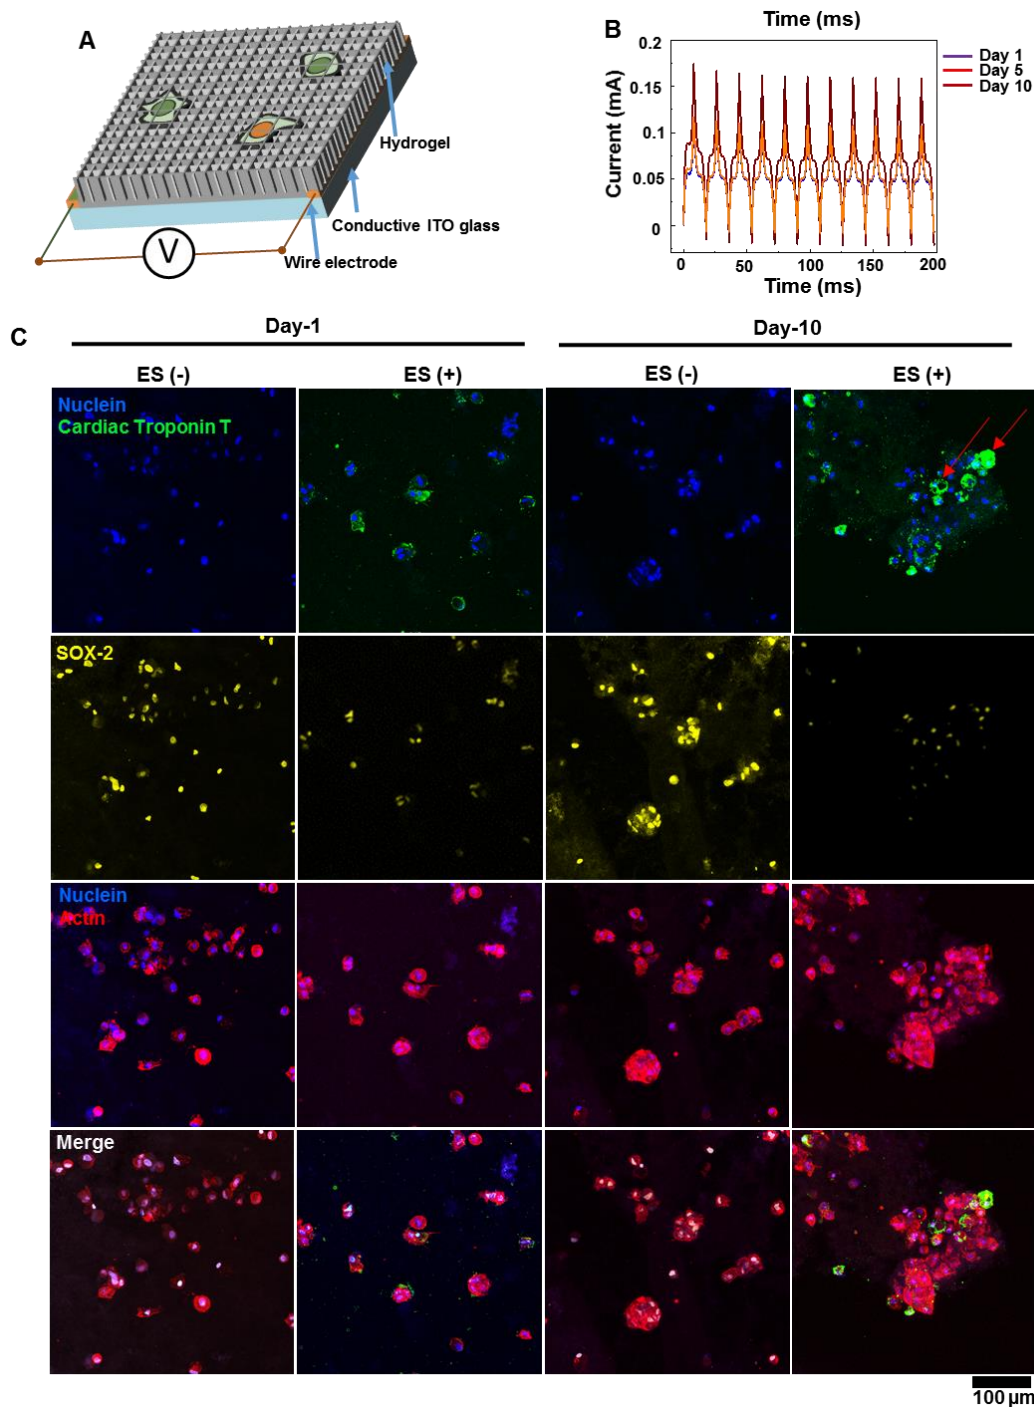 A
Hydrogel
Conductive ITO glass
Wire electrode
V
B
Time (ms)
0.2
0.15
0.1
0.05
0
Current (mA)
0 50 100 150 200
Time (ms)
Day 1
Day 5
Day 10
C
Day-1 Day-10
ES (-) ES (+) ES (-) ES (+)
Nuclein
Cardiac Troponin T
SOX-2
Nuclein
Actin
Merge
100 µm